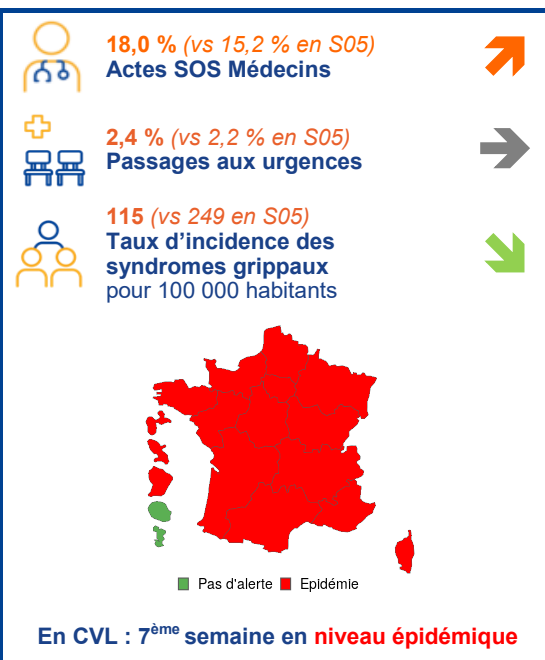 18,0 % (vs 15,2 % en S05)
Actes SOS Médecins
2,4 % (vs 2,2 % en S05)
Passages aux urgences
115 (vs 249 en S05)
Taux d’incidence des
syndromes grippaux
pour 100 000 habitants
Pas d'alerte Epidémie
En CVL : 7ème semaine en niveau épidémique